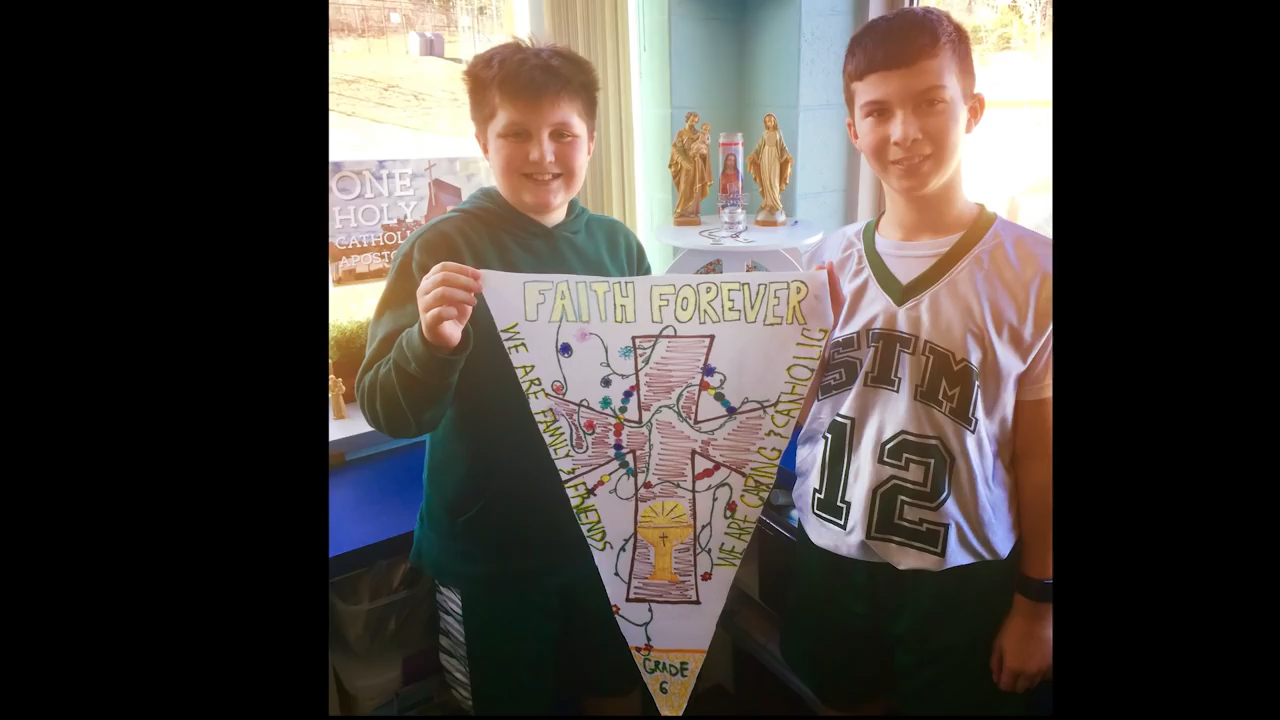 ONE
HOLY
CATHOL
APOSTO
FAITH FOREVER
WE ARE FAMILY & FRIENDS
WE ARE CARING & CATHOLIC
GRADE
6
STM
12